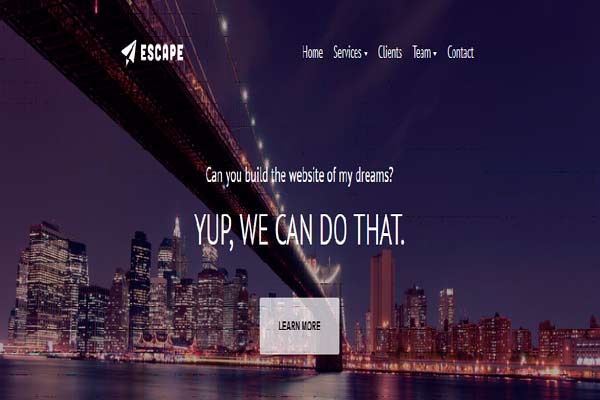 ESCAPE
Home Services ▾ Clients Team ▾ Contact
Can you build the website of my dreams?
YUP, WE CAN DO THAT.
LEARN MORE